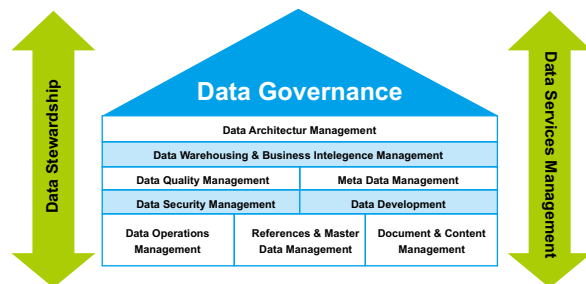 Data Governance
Data Stewardship
Data Services Management
Data Architectur Management
Data Warehousing & Business Intelegence Management
Data Quality Management
Meta Data Management
Data Security Management
Data Development
Data Operations
Management
References & Master
Data Management
Document & Content
Management